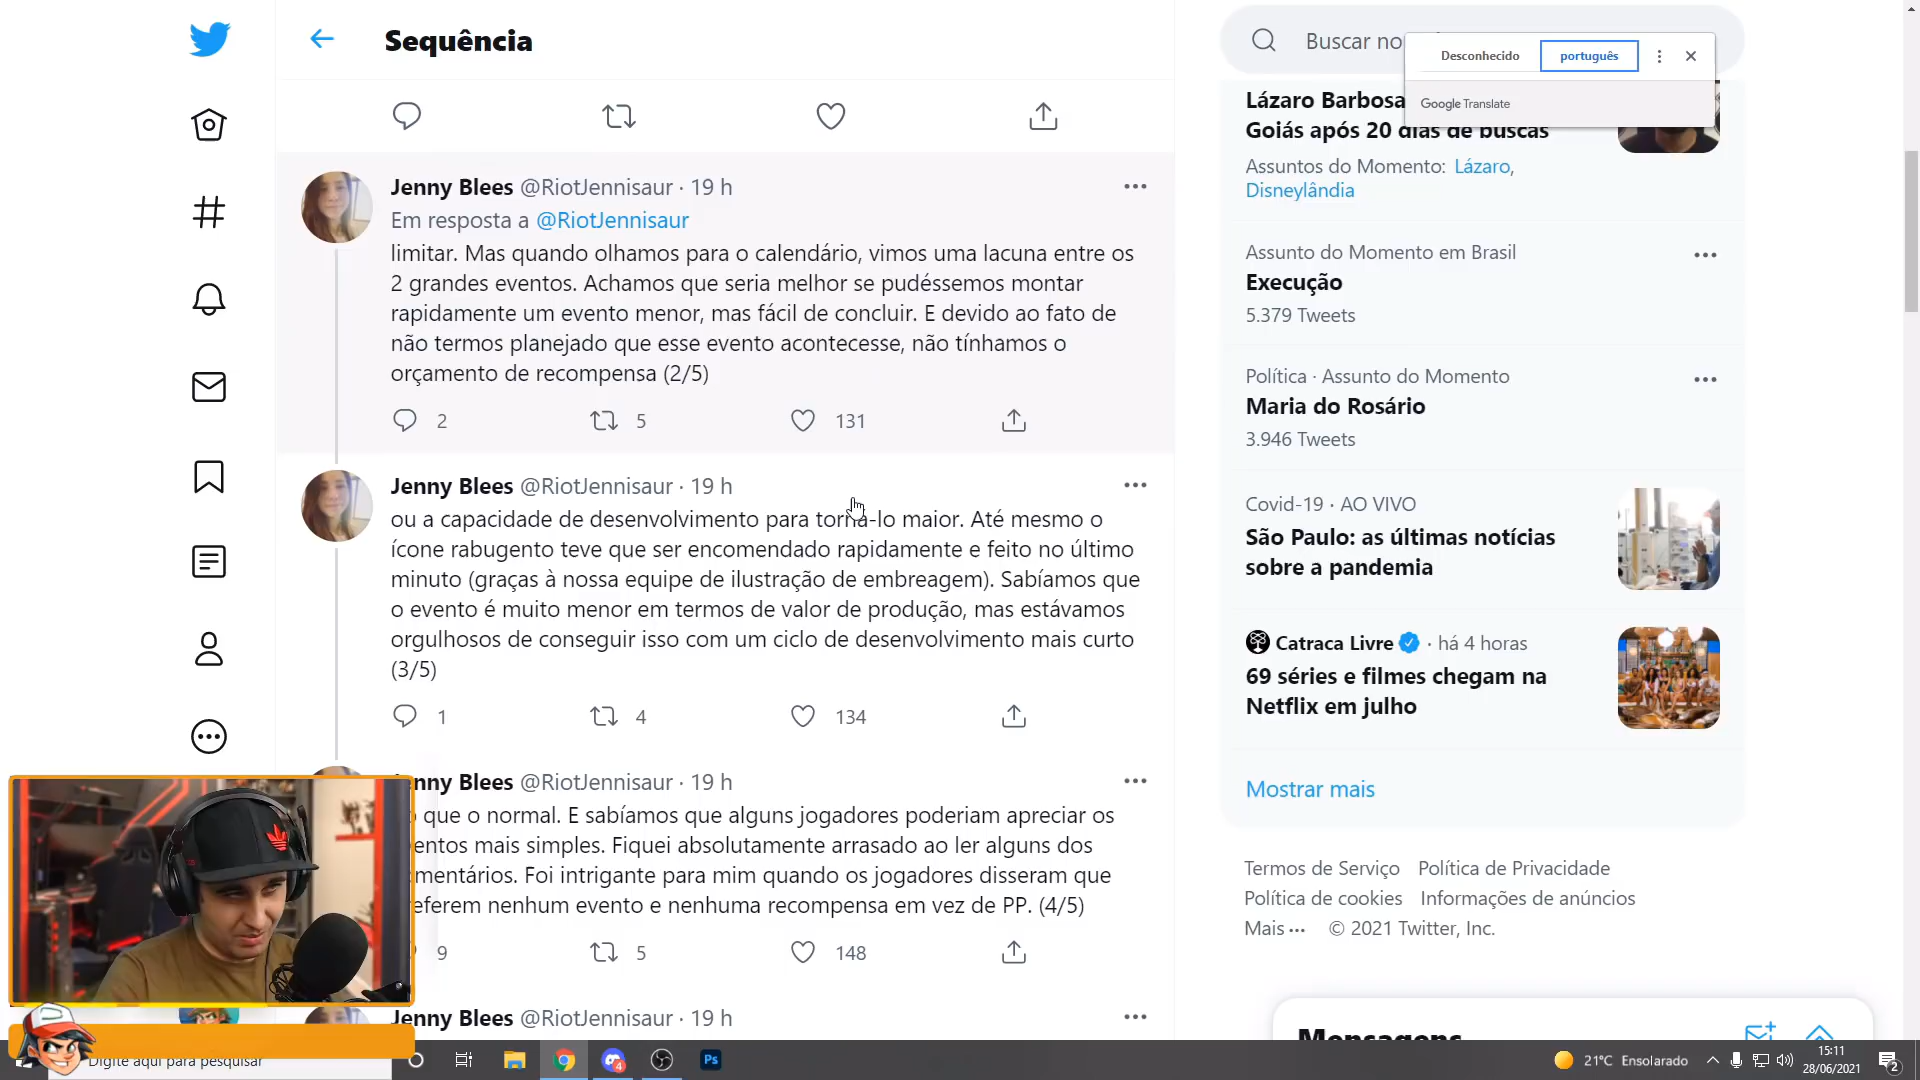 Sequência
Buscar no
Desconhecido
português
Google Translate
Jenny Blees @RiotJennisaur · 19 h
Em resposta a @RiotJennisaur
limitar. Mas quando olhamos para o calendário, vimos uma lacuna entre os
2 grandes eventos. Achamos que seria melhor se pudéssemos montar
rapidamente um evento menor, mas fácil de concluir. E devido ao fato de
não termos planejado que esse evento acontecesse, não tínhamos o
orçamento de recompensa (2/5)
2 5 131
Jenny Blees @RiotJennisaur · 19 h
ou a capacidade de desenvolvimento para torná-lo maior. Até mesmo o
ícone rabugento teve que ser encomendado rapidamente e feito no último
minuto (graças à nossa equipe de ilustração de embreagem). Sabíamos que
o evento é muito menor em termos de valor de produção, mas estávamos
orgulhosos de conseguir isso com um ciclo de desenvolvimento mais curto
(3/5)
1 4 134
nny Blees @RiotJennisaur · 19 h
que o normal. E sabíamos que alguns jogadores poderiam apreciar os
entos mais simples. Fiquei absolutamente arrasado ao ler alguns dos
mentários. Foi intrigante para mim quando os jogadores disseram que
eferem nenhum evento e nenhuma recompensa em vez de PP. (4/5)
9 5 148
Jenny Blees @RiotJennisaur · 19 h
Lázaro Barbosa
Goiás após 20 dias de buscas
Assuntos do Momento: Lázaro,
Disneylândia
Assunto do Momento em Brasil
Execução
5.379 Tweets
Política · Assunto do Momento
Maria do Rosário
3.946 Tweets
Covid-19 · AO VIVO
São Paulo: as últimas notícias
sobre a pandemia
Catraca Livre · há 4 horas
69 séries e filmes chegam na
Netflix em julho
Mostrar mais
Termos de Serviço Política de Privacidade
Política de cookies Informações de anúncios
Mais ··· © 2021 Twitter, Inc.
Mensagens
Digite aqui para pesquisar
4
Ps
21°C Ensolarado
15:11
28/06/2021
2